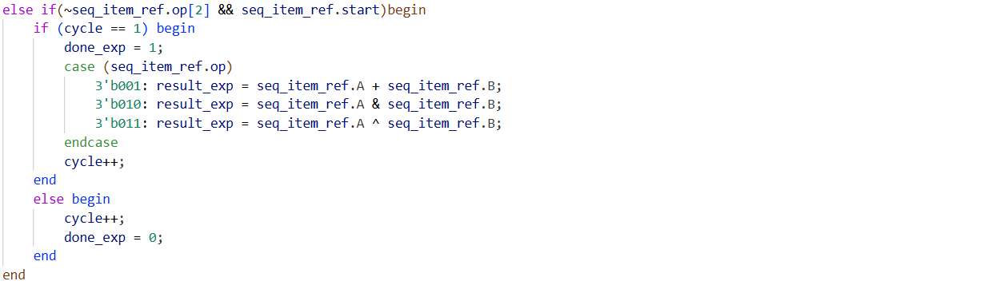 else if(~seq_item_ref.op[2] && seq_item_ref.start)begin
    if (cycle == 1) begin
        done_exp = 1;
        case (seq_item_ref.op)
            3'b001: result_exp = seq_item_ref.A + seq_item_ref.B;
            3'b010: result_exp = seq_item_ref.A & seq_item_ref.B;
            3'b011: result_exp = seq_item_ref.A ^ seq_item_ref.B;
        endcase
        cycle++;
    end
    else begin
        cycle++;
        done_exp = 0;
    end
end